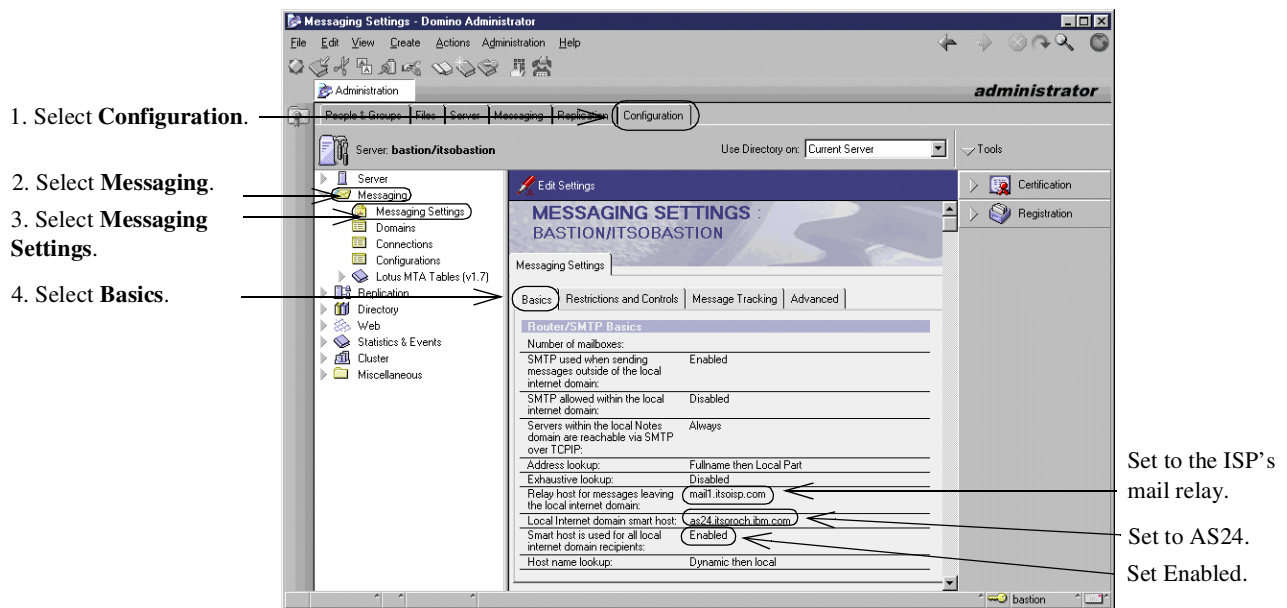 Messaging Settings - Domino Administrator
File Edit View Create Actions Administration Help
Administration
administrator
1. Select Configuration.
People & Groups Files Server Messaging Replication Configuration
Server: bastion/itsobastion
Use Directory on: Current Server
Tools
2. Select Messaging.
3. Select Messaging
Settings.
4. Select Basics.
Server
Messaging
Messaging Settings
Domains
Connections
Configurations
Lotus MTA Tables (v1.7)
Replication
Directory
Web
Statistics & Events
Cluster
Miscellaneous
Edit Settings
MESSAGING SETTINGS :
BASTION/ITSOBASTION
Messaging Settings
Basics Restrictions and Controls Message Tracking Advanced
Router/SMTP Basics
Number of mailboxes:
SMTP used when sending Enabled
messages outside of the local
internet domain:
SMTP allowed within the local Disabled
internet domain:
Servers within the local Notes Always
domain are reachable via SMTP
over TCPIP:
Address lookup: Fullname then Local Part
Exhaustive lookup: Disabled
Relay host for messages leaving mail1.itsoisp.com
the local internet domain:
Local Internet domain smart host: as24.itsoroch.ibm.com
Smart host is used for all local Enabled
internet domain recipients:
Host name lookup: Dynamic then local
Certification
Registration
Set to the ISP's
mail relay.
Set to AS24.
Set Enabled.
bastion